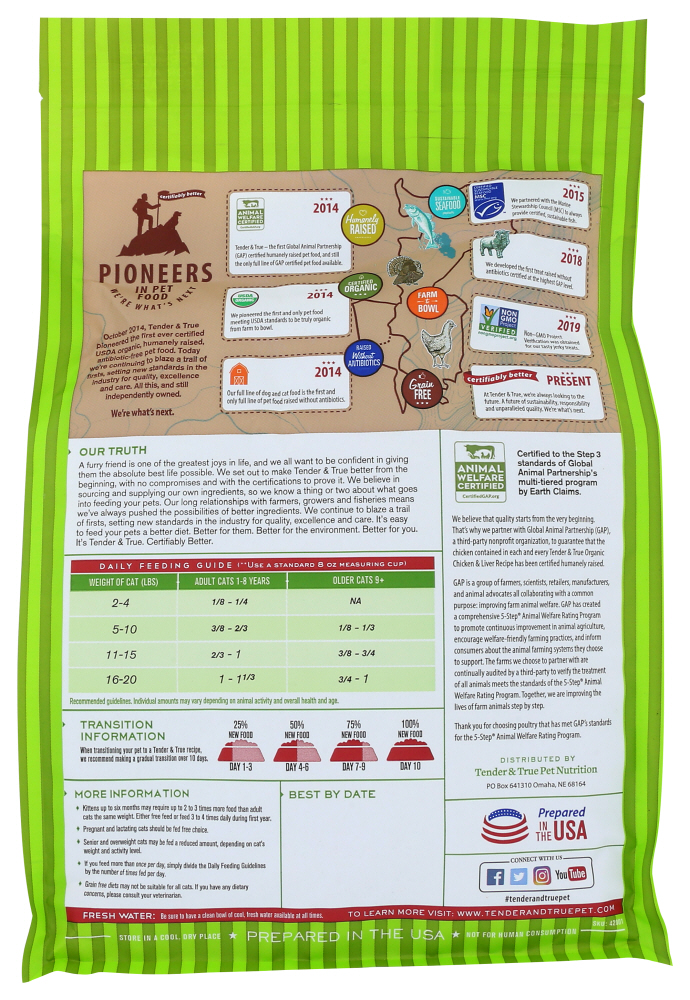 certifiably better
PIONEERS
IN PET
FOOD
WE'RE WHAT'S NEXT
October 2014, Tender & True
pioneered the first ever certified
USDA organic, humanely raised,
antibiotic-free pet food. Today
we're continuing to blaze a trail of
firsts, setting new standards in the
industry for quality, excellence
and care. All this, and still
independently owned.
We're what's next.
ANIMAL
WELFARE
CERTIFIED
2014
Tender & True – the first Global Animal Partnership
(GAP) certified humanely raised pet food, and still
the only full line of GAP certified pet food available.
Humanely
RAISED
USDA
ORGANIC
2014
We pioneered the first and only pet food
meeting USDA standards to be truly organic
from farm to bowl.
CERTIFIED
ORGANIC
2014
Our full line of dog and cat food is the first and
only full line of pet food raised without antibiotics.
RAISED
Without
ANTIBIOTICS
SUSTAINABLE
SEAFOOD
FARM
TO
BOWL
Grain
FREE
MSC
2015
We partnered with the Marine
Stewardship Council (MSC) to always
provide certified, sustainable fish.
2018
We developed the first treat raised without
antibiotics certified at the highest GAP level.
NON
GMO
Project
VERIFIED
nongmoproject.org
2019
Non-GMO Project
Verification was obtained
for our tasty jerky treats.
certifiably better
PRESENT
At Tender & True, we're always looking to the
future. A future of sustainability, responsibility
and unparalleled quality. We're what's next.
OUR TRUTH
A furry friend is one of the greatest joys in life, and we all want to be confident in giving
them the absolute best life possible. We set out to make Tender & True better from the
beginning, with no compromises and with the certifications to prove it. We believe in
sourcing and supplying our own ingredients, so we know a thing or two about what goes
into feeding your pets. Our long relationships with farmers, growers and fisheries means
we've always pushed the possibilities of better ingredients. We continue to blaze a trail
of firsts, setting new standards in the industry for quality, excellence and care. It's easy
to feed your pets a better diet. Better for them. Better for the environment. Better for you.
It's Tender & True. Certifiably Better.
DAILY FEEDING GUIDE (**USE A STANDARD 8 OZ MEASURING CUP)
WEIGHT OF CAT (LBS) ADULT CATS 1-8 YEARS OLDER CATS 9+
2-4 1/8 - 1/4 NA
5-10 3/8 - 2/3 1/8 - 1/3
11-15 2/3 - 1 3/8 - 3/4
16-20 1 - 1 1/3 3/4 - 1
Recommended guidelines. Individual amounts may vary depending on animal activity and overall health and age.
TRANSITION
INFORMATION
When transitioning your pet to a Tender & True recipe,
we recommend making a gradual transition over 10 days.
25% 50% 75% 100%
NEW FOOD NEW FOOD NEW FOOD NEW FOOD
DAY 1-3 DAY 4-6 DAY 7-9 DAY 10
MORE INFORMATION
Kittens up to six months may require up to 2 to 3 times more food than adult
cats the same weight. Either free feed or feed 3 to 4 times daily during first year.
Pregnant and lactating cats should be fed free choice.
Senior and overweight cats may be fed a reduced amount, depending on cat's
weight and activity level.
If you feed more than once per day, simply divide the Daily Feeding Guidelines
by the number of times fed per day.
Grain free diets may not be suitable for all cats. If you have any dietary
concerns, please consult your veterinarian.
BEST BY DATE
ANIMAL
WELFARE
CERTIFIED
CertifiedGAP.org
Certified to the Step 3
standards of Global
Animal Partnership's
multi-tiered program
by Earth Claims.
We believe that quality starts from the very beginning.
That's why we partner with Global Animal Partnership (GAP),
a third-party nonprofit organization, to guarantee that the
chicken contained in each and every Tender & True Organic
Chicken & Liver Recipe has been certified humanely raised.
GAP is a group of farmers, scientists, retailers, manufacturers,
and animal advocates all collaborating with a common
purpose: improving farm animal welfare. GAP has created
a comprehensive 5-Step® Animal Welfare Rating Program
to promote continuous improvement in animal agriculture,
encourage welfare-friendly farming practices, and inform
consumers about the animal farming systems they choose
to support. The farms we choose to partner with are
continually audited by a third-party to verify the treatment
of all animals meets the standards of the 5-Step® Animal
Welfare Rating Program. Together, we are improving the
lives of farm animals step by step.
Thank you for choosing poultry that has met GAP's standards
for the 5-Step® Animal Welfare Rating Program.
DISTRIBUTED BY
Tender & True Pet Nutrition
PO Box 641310 Omaha, NE 68164
Prepared
IN THE USA
CONNECT WITH US
You Tube
#tenderandtruepet
FRESH WATER: Be sure to have a clean bowl of cool, fresh water available at all times.
TO LEARN MORE VISIT: WWW.TENDERANDTRUEPET.COM
STORE IN A COOL, DRY PLACE ★ PREPARED IN THE USA ★ NOT FOR HUMAN CONSUMPTION